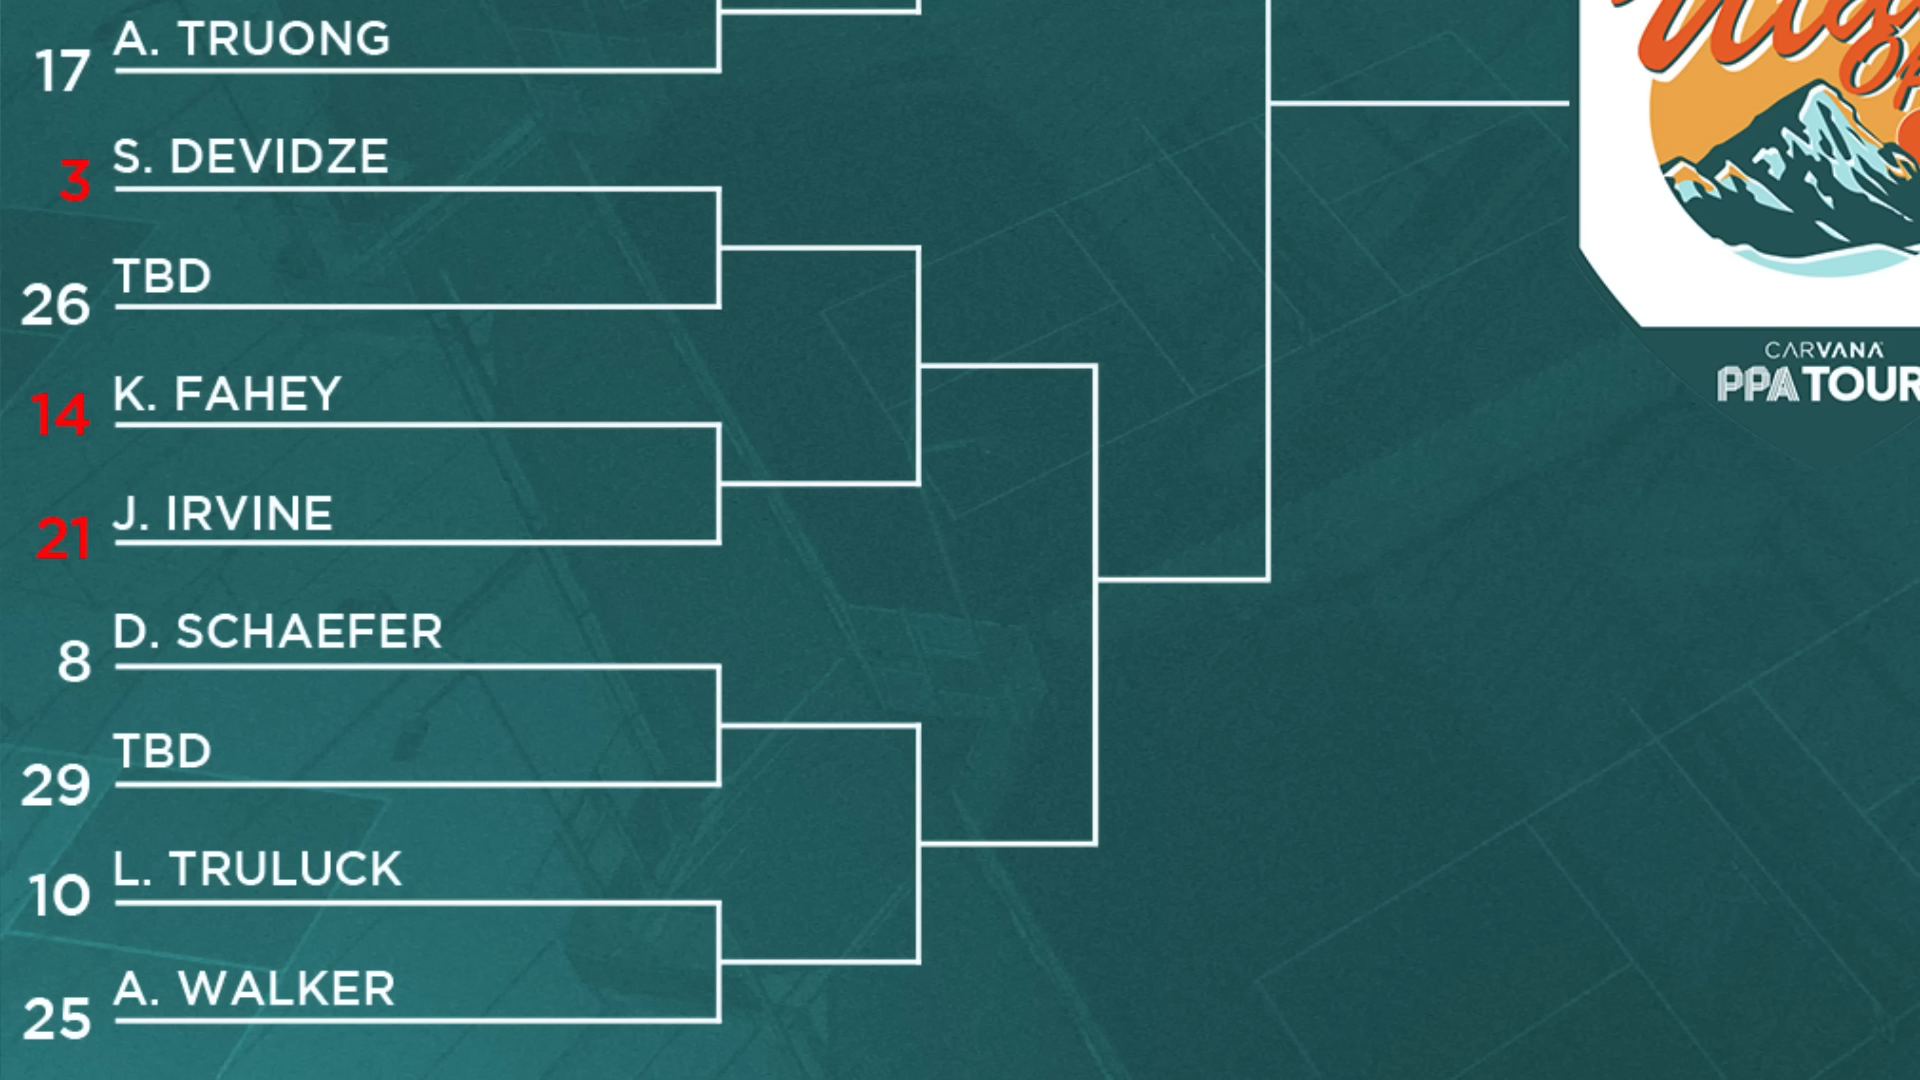 A. TRUONG
17
S. DEVIDZE
3
TBD
26
K. FAHEY
14
J. IRVINE
21
D. SCHAEFER
8
TBD
29
L. TRULUCK
10
A. WALKER
25
CARVANA
PPA TOUR